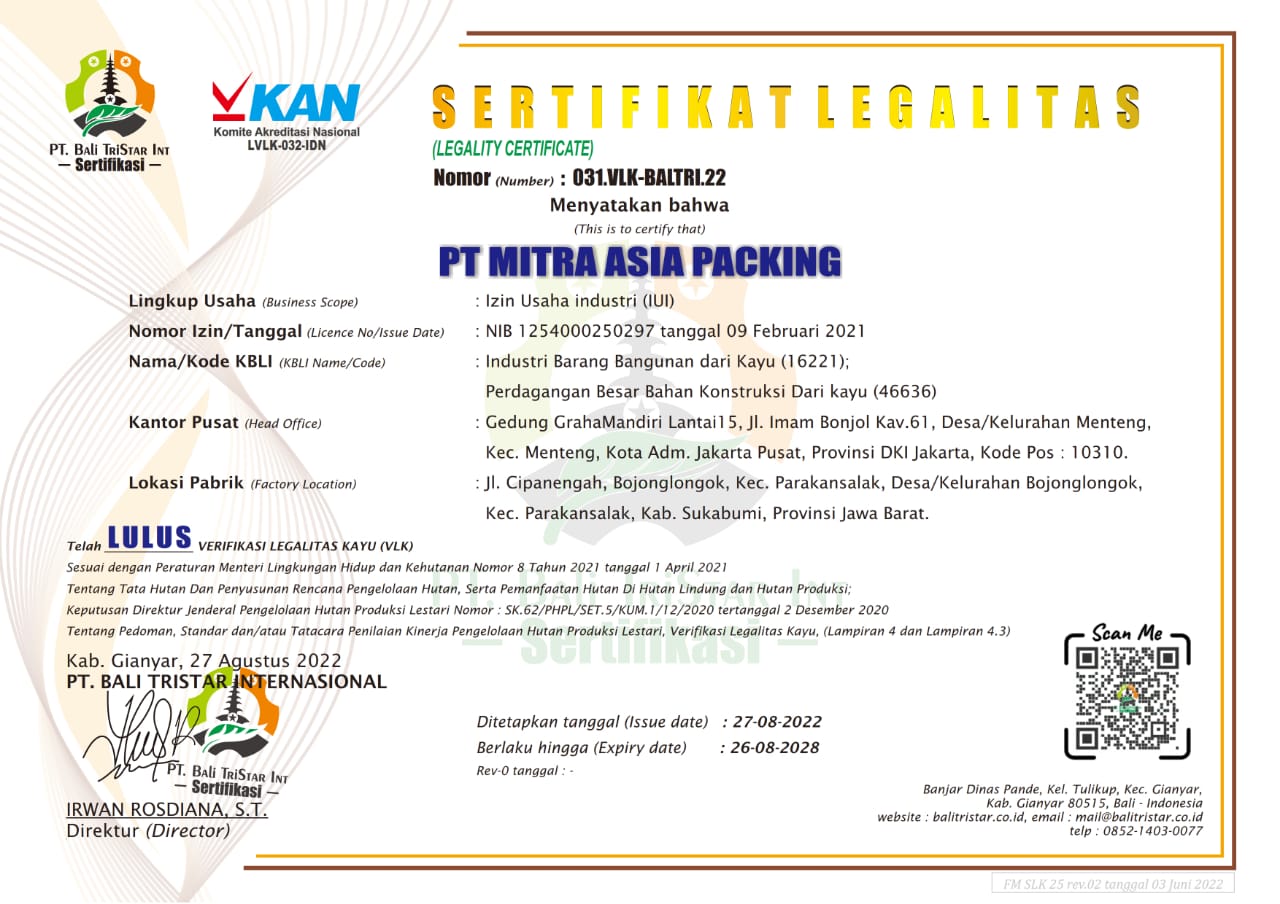 PT. Bali TriStar Int
Sertifikasi
KAN
Komite Akreditasi Nasional
LVLK-032-IDN
SERTIFIKAT LEGALITAS
(LEGALITY CERTIFICATE)
Nomor (Number) : 031.VLK-BALTRI.22
Menyatakan bahwa
(This is to certify that)
PT MITRA ASIA PACKING
Lingkup Usaha (Business Scope) : Izin Usaha industri (IUI)
Nomor Izin/Tanggal (Licence No/Issue Date) : NIB 1254000250297 tanggal 09 Februari 2021
Nama/Kode KBLI (KBLI Name/Code) : Industri Barang Bangunan dari Kayu (16221);
Perdagangan Besar Bahan Konstruksi Dari kayu (46636)
Kantor Pusat (Head Office) : Gedung GrahaMandiri Lantai15, Jl. Imam Bonjol Kav.61, Desa/Kelurahan Menteng,
Kec. Menteng, Kota Adm. Jakarta Pusat, Provinsi DKI Jakarta, Kode Pos : 10310.
Lokasi Pabrik (Factory Location) : Jl. Cipanengah, Bojonglongok, Kec. Parakansalak, Desa/Kelurahan Bojonglongok,
Kec. Parakansalak, Kab. Sukabumi, Provinsi Jawa Barat.
Telah LULUS VERIFIKASI LEGALITAS KAYU (VLK)
Sesuai dengan Peraturan Menteri Lingkungan Hidup dan Kehutanan Nomor 8 Tahun 2021 tanggal 1 April 2021
Tentang Tata Hutan Dan Penyusunan Rencana Pengelolaan Hutan, Serta Pemanfaatan Hutan Di Hutan Lindung dan Hutan Produksi;
Keputusan Direktur Jenderal Pengelolaan Hutan Produksi Lestari Nomor : SK.62/PHPL/SET.5/KUM.1/12/2020 tertanggal 2 Desember 2020
Tentang Pedoman, Standar dan/atau Tatacara Penilaian Kinerja Pengelolaan Hutan Produksi Lestari, Verifikasi Legalitas Kayu, (Lampiran 4 dan Lampiran 4.3)
PT. Bali TriStar Int
Sertifikasi
Scan Me
Kab. Gianyar, 27 Agustus 2022
PT. BALI TRISTAR INTERNASIONAL
PT. Bali TriStar Int
Sertifikasi
IRWAN ROSDIANA, S.T.
Direktur (Director)
Ditetapkan tanggal (Issue date) : 27-08-2022
Berlaku hingga (Expiry date) : 26-08-2028
Rev-0 tanggal : -
Banjar Dinas Pande, Kel. Tulikup, Kec. Gianyar,
Kab. Gianyar 80515, Bali - Indonesia
website : balitristar.co.id, email : mail@balitristar.co.id
telp : 0852-1403-0077
FM SLK 25 rev.02 tanggal 03 Juni 2022